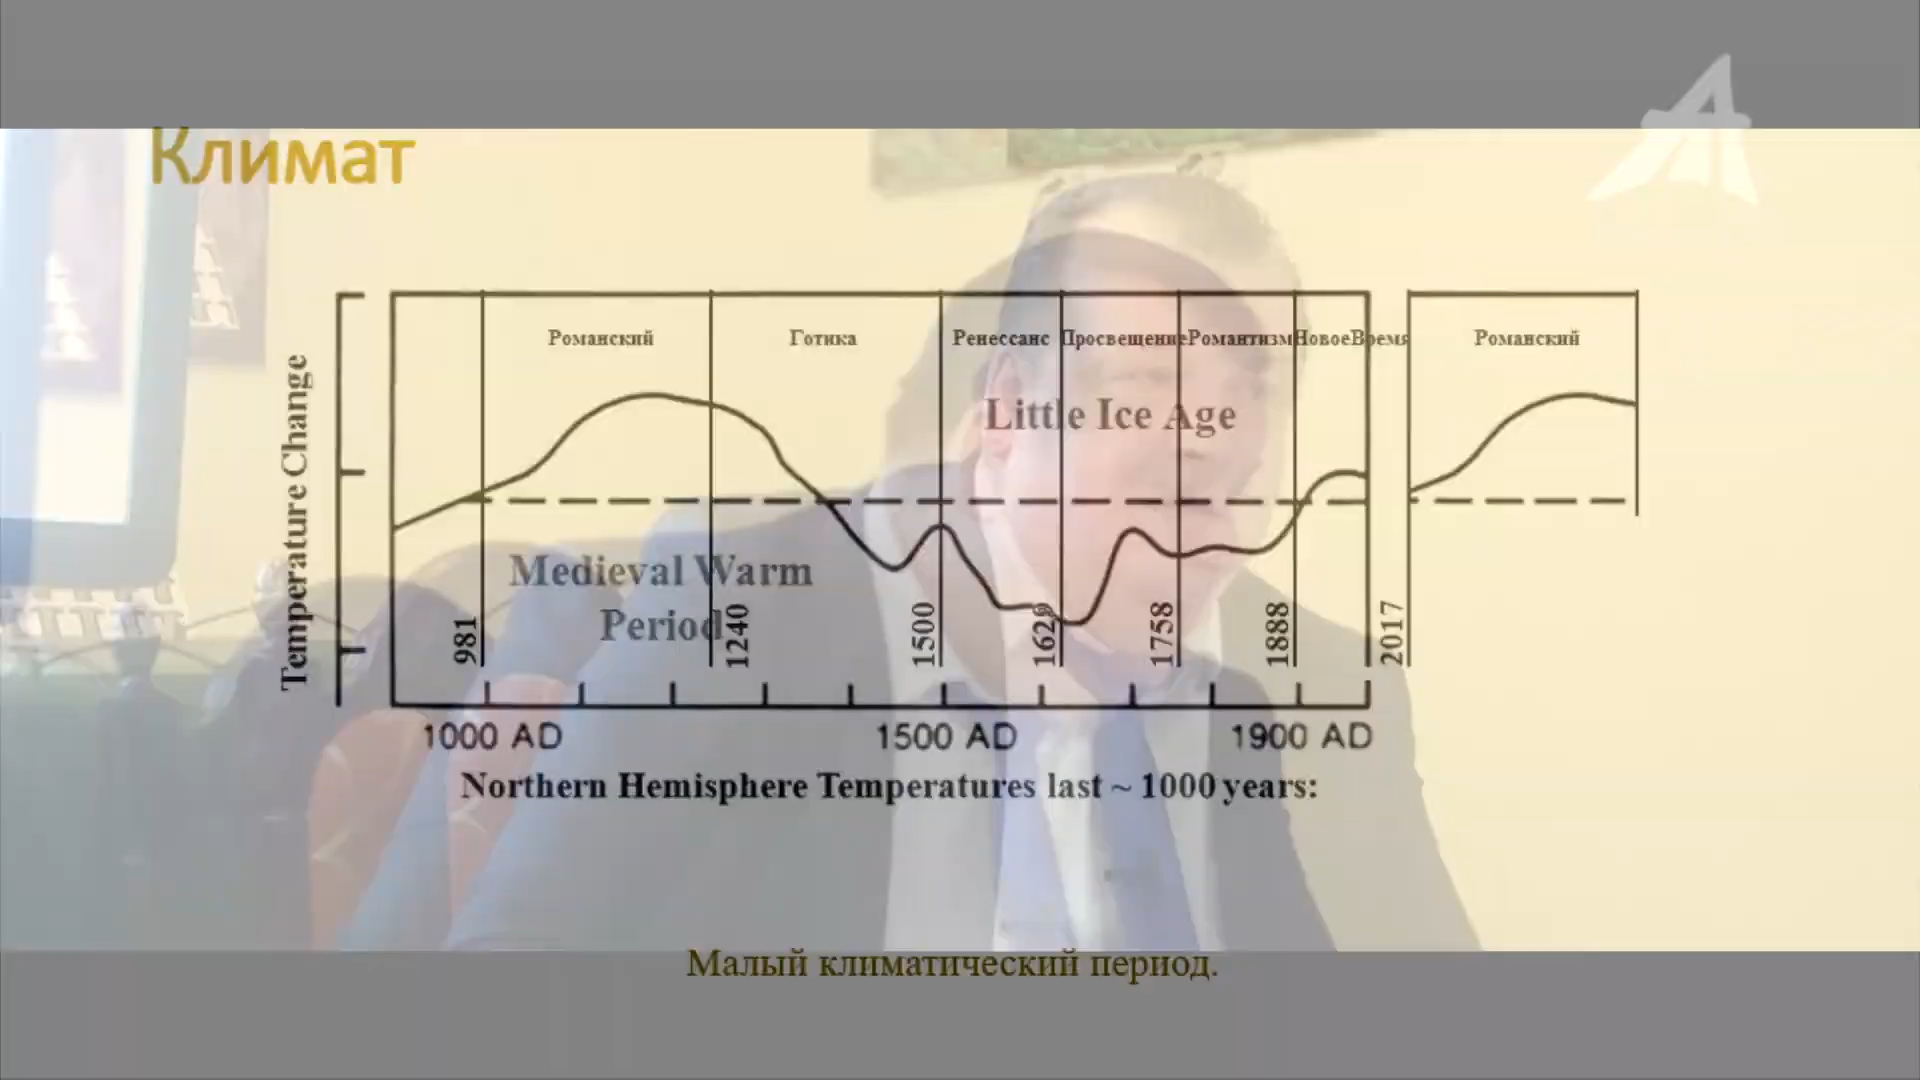 Климат
Романский
Готика
Ренессанс
Просвещение
Романтизм
НовоеВремя
Романский
Little Ice Age
Temperature Change
Medieval Warm
Period
981
1240
1500
1629
1758
1888
2017
1000 AD
1500 AD
1900 AD
Northern Hemisphere Temperatures last ~ 1000 years:
Малый климатический период.